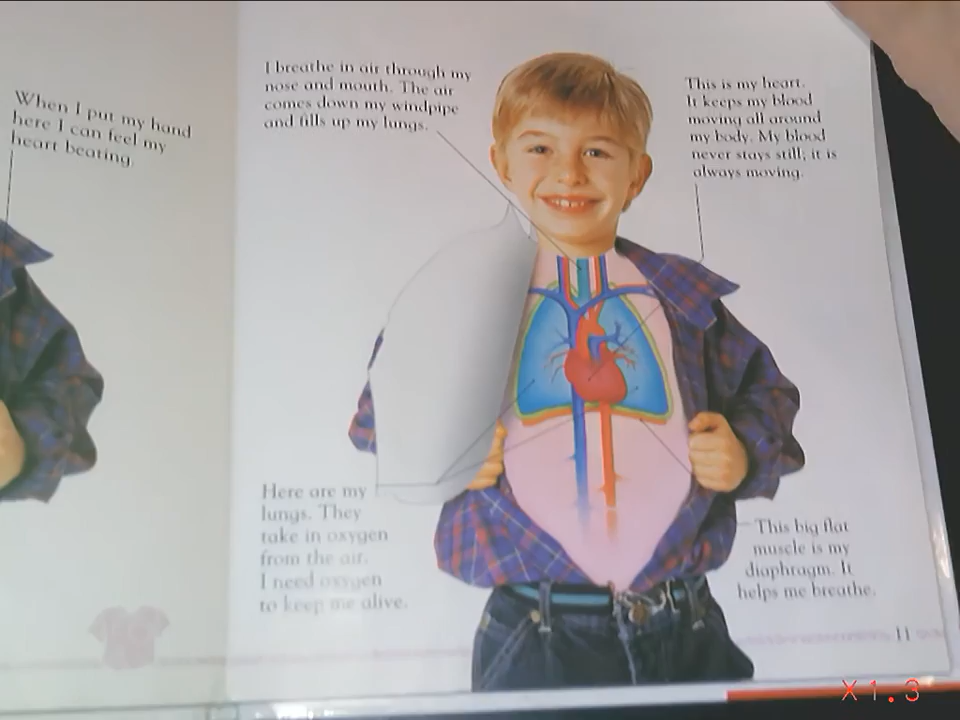 When I put my hand
here I can feel my
heart beating.
I breathe in air through my
nose and mouth. The air
comes down my windpipe
and fills up my lungs.
This is my heart.
It keeps my blood
moving all around
my body. My blood
never stays still; it is
always moving.
Here are my
lungs. They
take in oxygen
from the air.
I need oxygen
to keep me alive.
This big flat
muscle is my
diaphragm. It
helps me breathe.
11
X1.3